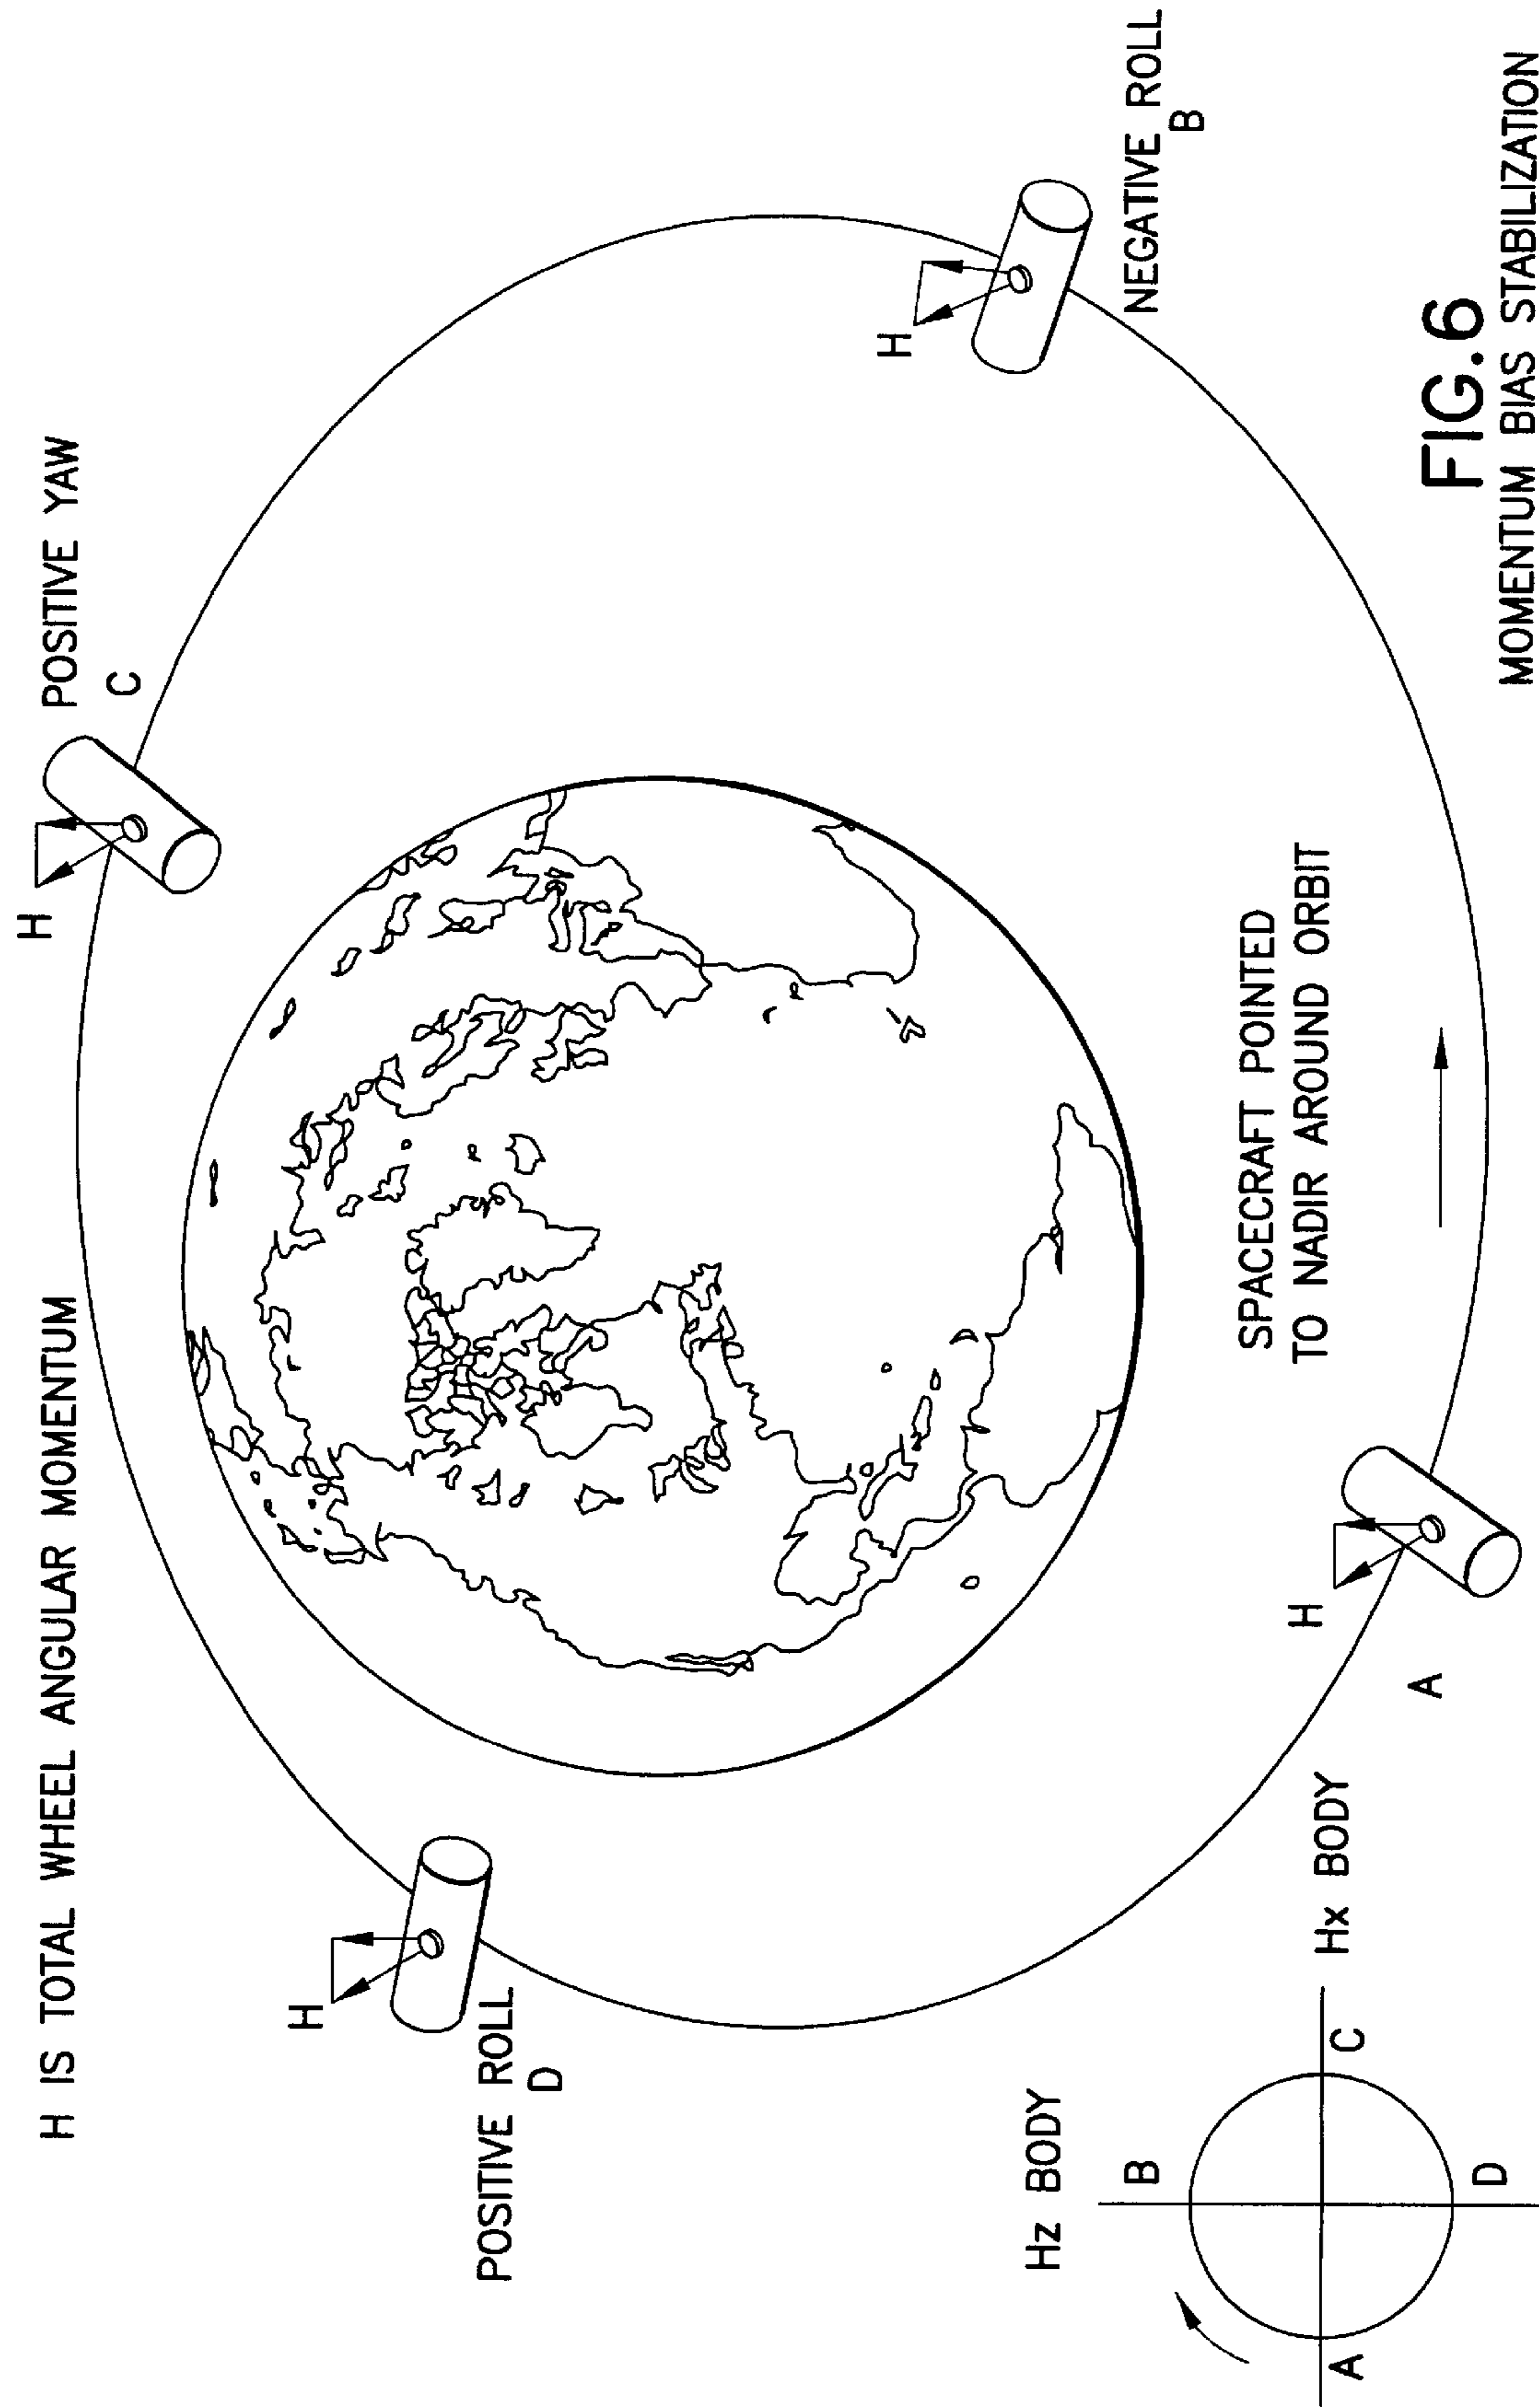 H IS TOTAL WHEEL ANGULAR MOMENTUM
H
POSITIVE YAW
C
H
POSITIVE ROLL
D
H
NEGATIVE ROLL
B
SPACECRAFT POINTED
TO NADIR AROUND ORBIT
H
A
Hz BODY
B
Hx BODY
A
C
D
FIG.6
MOMENTUM BIAS STABILIZATION